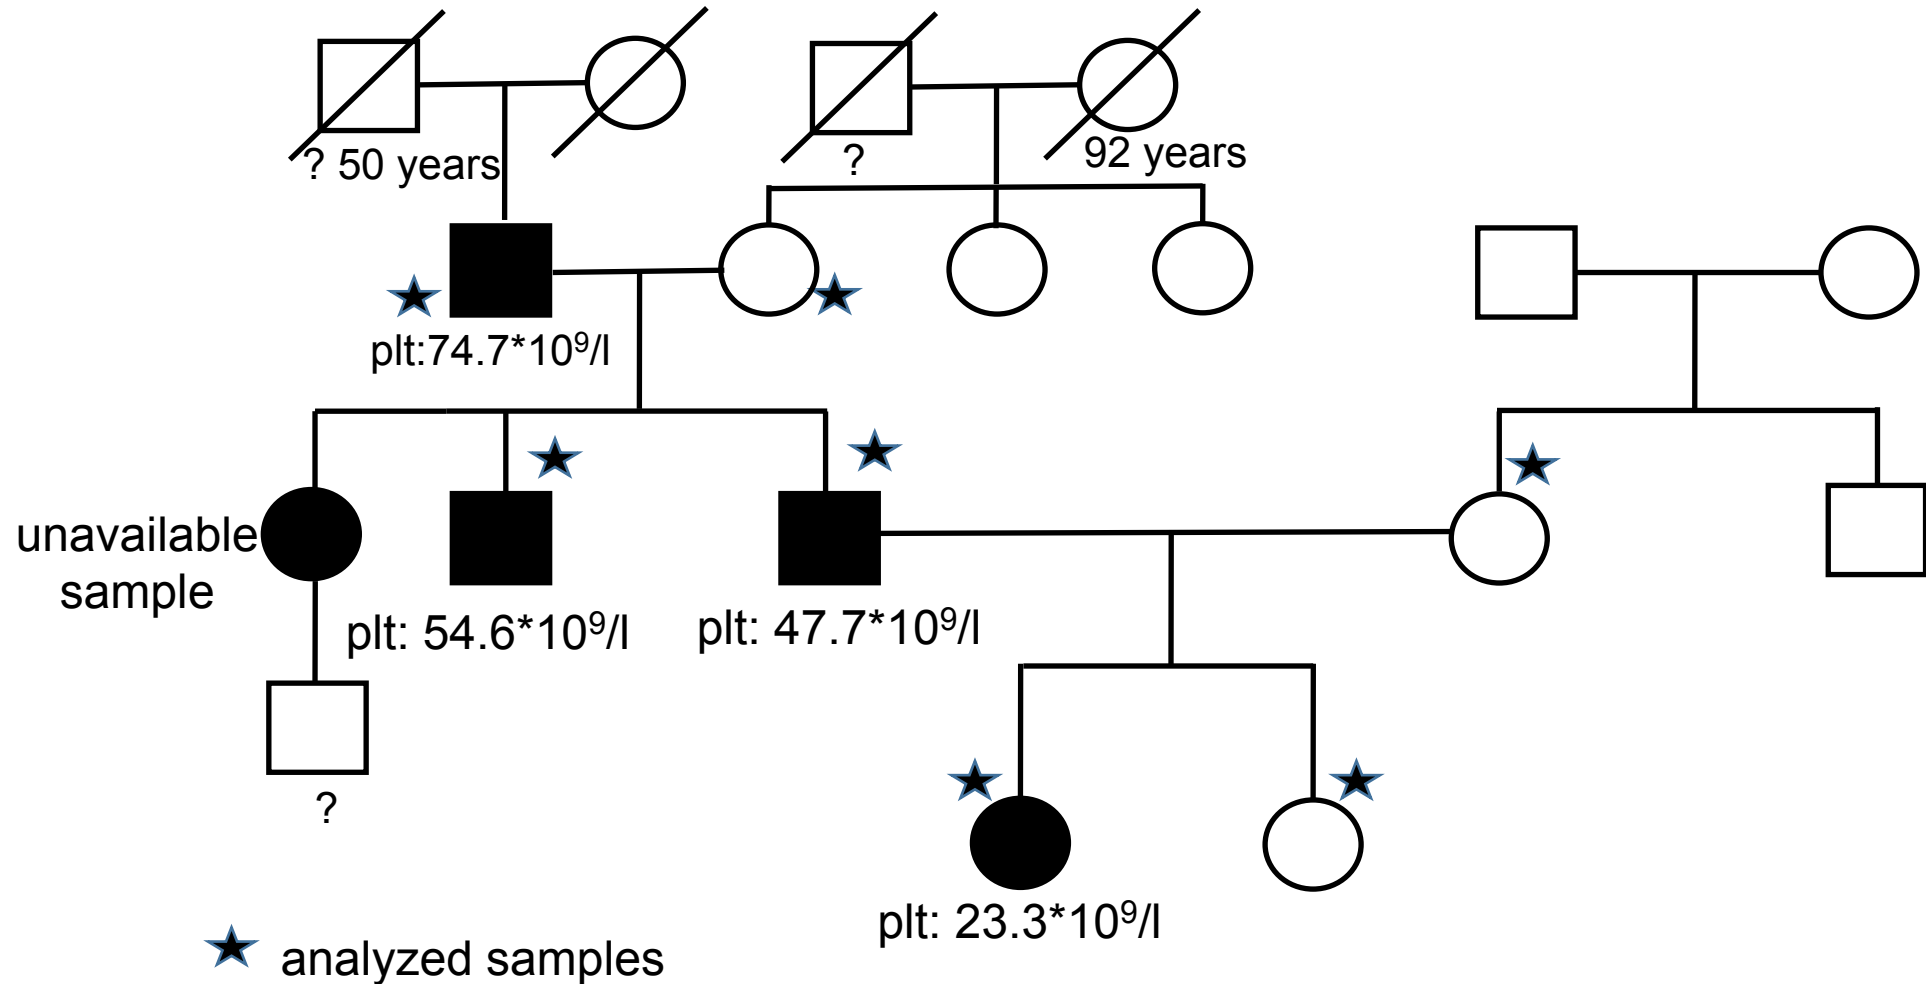 ? 50 years
?
92 years
plt:74.7*10⁹/l
unavailable
sample
plt: 54.6*10⁹/l
plt: 47.7*10⁹/l
?
plt: 23.3*10⁹/l
analyzed samples